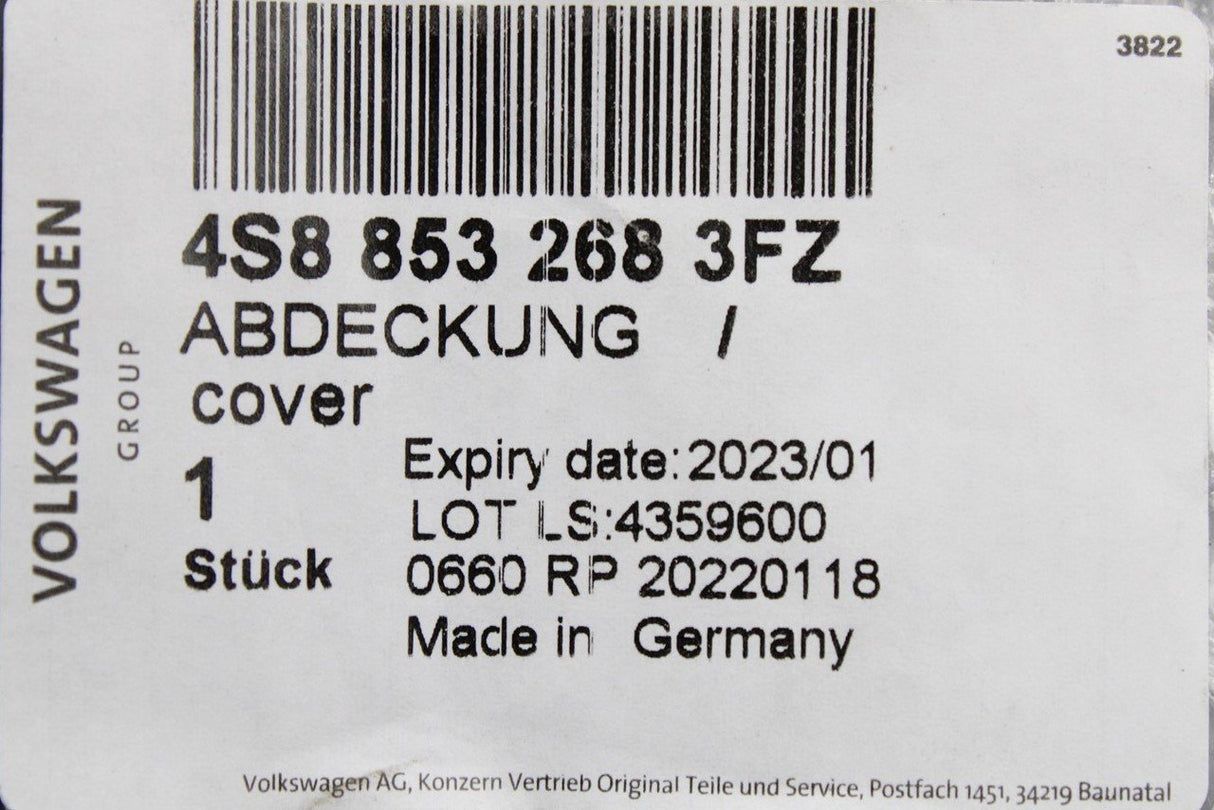 3822
4S8 853 268 3FZ
ABDECKUNG /
cover
1
Stück
Expiry date:2023/01
LOT LS:4359600
0660 RP 20220118
Made in Germany
VOLKSWAGEN
GROUP
Volkswagen AG, Konzern Vertrieb Original Teile und Service, Postfach 1451, 34219 Baunatal